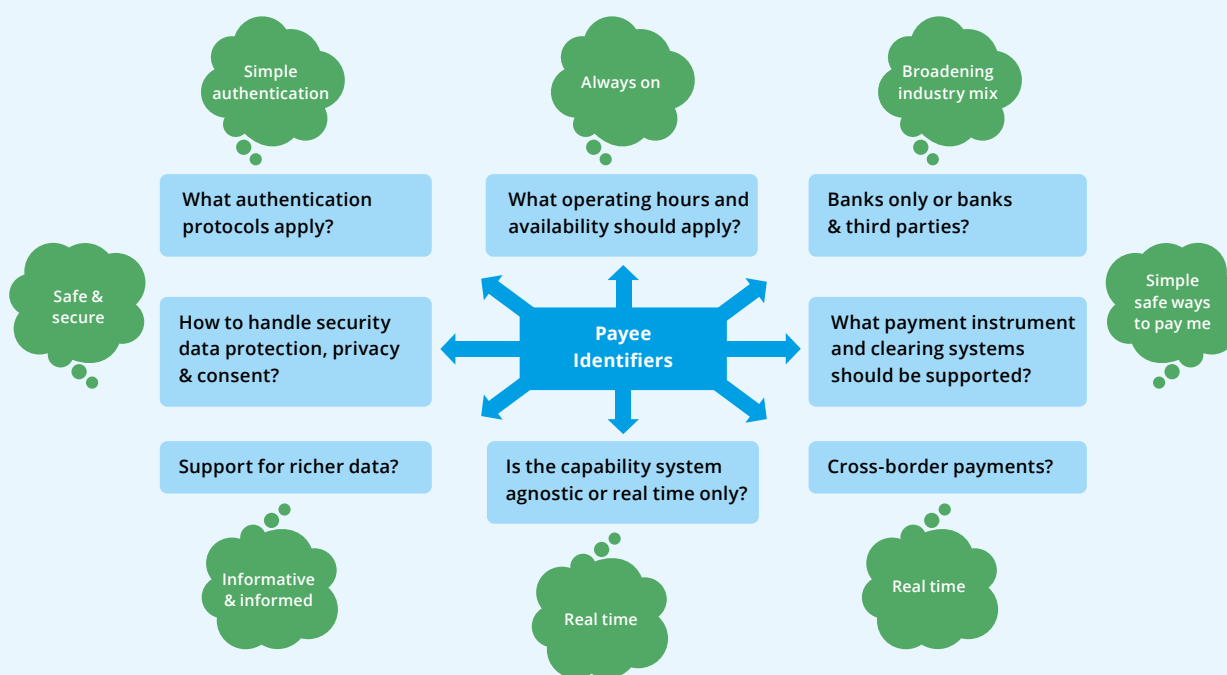 Simple
authentication
Always on
Broadening
industry mix
What authentication
protocols apply?
What operating hours and
availability should apply?
Banks only or banks
& third parties?
Safe &
secure
How to handle security
data protection, privacy
& consent?
Payee
Identifiers
What payment instrument
and clearing systems
should be supported?
Simple
safe ways
to pay me
Support for richer data?
Is the capability system
agnostic or real time only?
Cross-border payments?
Informative
& informed
Real time
Real time